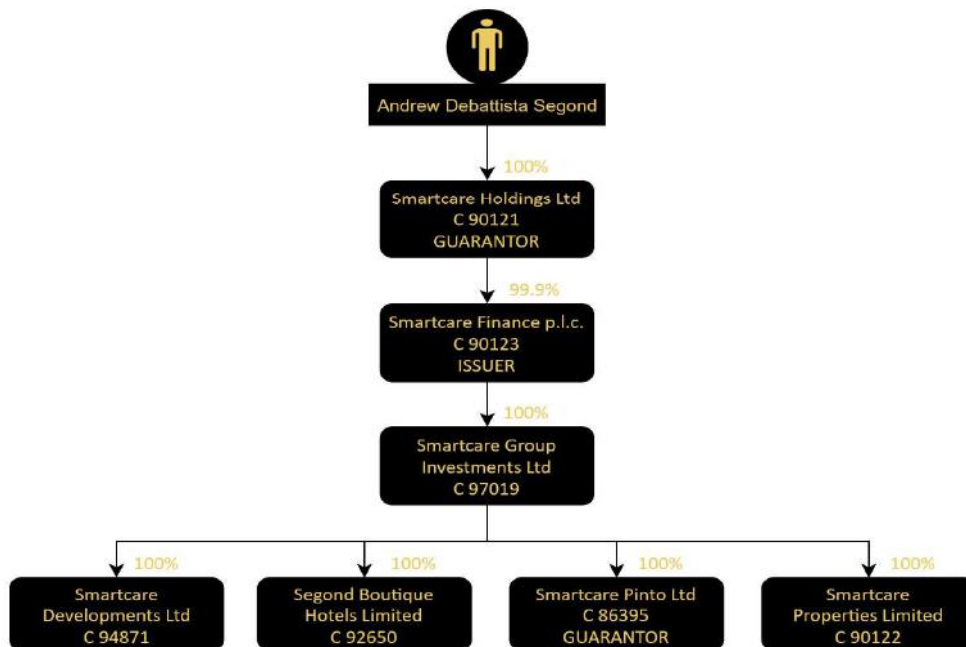 Andrew Debattista Segond
100%
Smartcare Holdings Ltd
C 90121
GUARANTOR
99.9%
Smartcare Finance p.l.c.
C 90123
ISSUER
100%
Smartcare Group
Investments Ltd
C 97019
100%
Smartcare
Developments Ltd
C 94871
100%
Segond Boutique
Hotels Limited
C 92650
100%
Smartcare Pinto Ltd
C 86395
GUARANTOR
100%
Smartcare
Properties Limited
C 90122